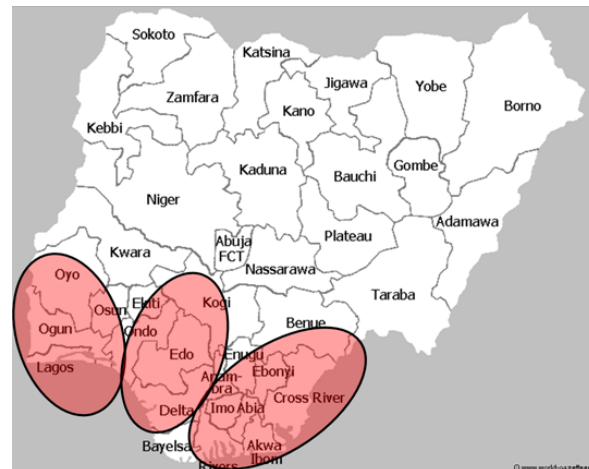 Sokoto
Katsina
Jigawa
Yobe
Zamfara
Kano
Borno
Kebbi
Kaduna
Bauchi
Gombe
Niger
Adamawa
Abuja
FCT
Plateau
Kwara
Nassarawa
Oyo
Taraba
Osun
Ekiti
Kogi
Ogun
Ondo
Benue
Edo
Enugu
Lagos
Ebonyi
Anam-
bra
Cross River
Delta
Imo
Abia
Bayelsa
Akwa
Ibom
Rivers